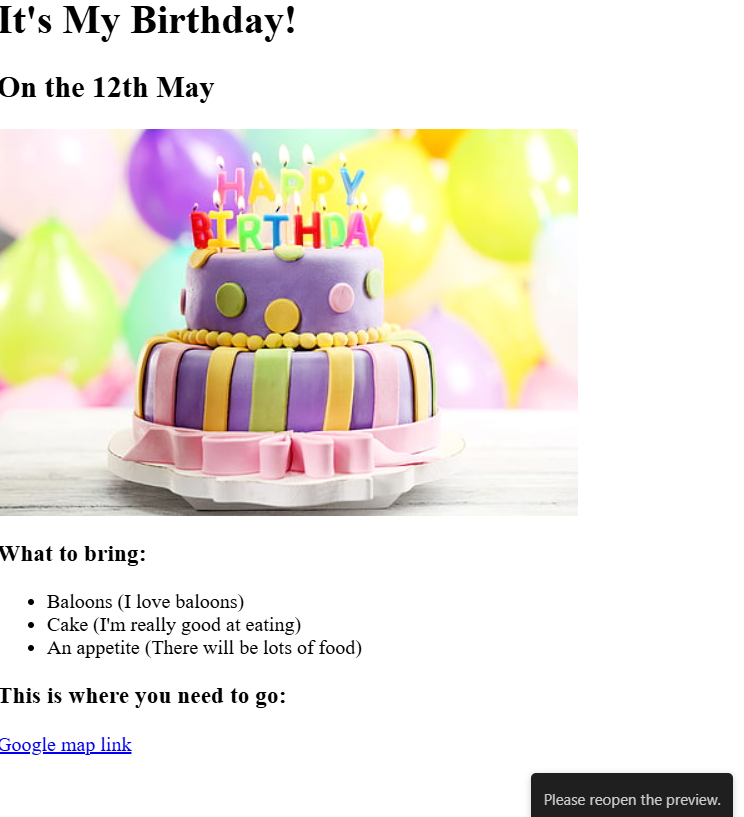 It's My Birthday!
On the 12th May
HAPPY
BIRTHDAY
What to bring:
Baloons (I love baloons)
Cake (I'm really good at eating)
An appetite (There will be lots of food)
This is where you need to go:
Google map link
Please reopen the preview.